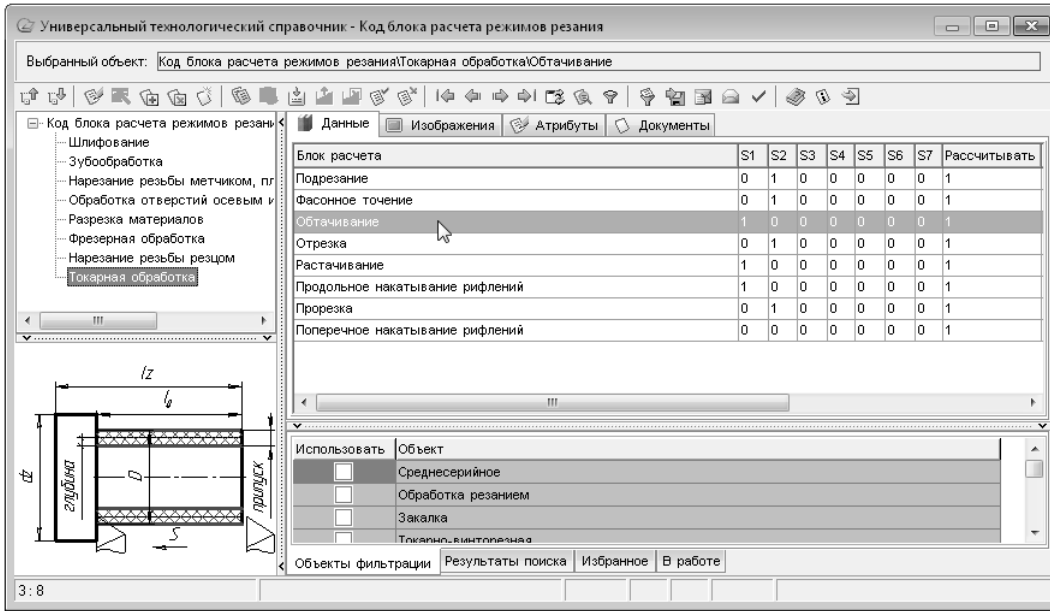 Универсальный технологический справочник - Код блока расчета режимов резания
Выбранный объект: Код блока расчета режимов резания\Токарная обработка\Обтачивание
Код блока расчета режимов резани
Шлифование
Зубообработка
Нарезание резьбы метчиком, пл
Обработка отверстий осевым и
Разрезка материалов
Фрезерная обработка
Нарезание резьбы резцом
Токарная обработка
Данные Изображения Атрибуты Документы
Блок расчета S1 S2 S3 S4 S5 S6 S7 Рассчитывать
Подрезание 0 1 0 0 0 0 0 1
Фасонное точение 0 1 0 0 0 0 0 1
Обтачивание 1 0 0 0 0 0 0 1
Отрезка 0 1 0 0 0 0 0 1
Растачивание 1 0 0 0 0 0 0 1
Продольное накатывание рифлений 1 0 0 0 0 0 0 1
Прорезка 0 1 0 0 0 0 0 1
Поперечное накатывание рифлений 0 0 0 0 0 0 0 1
lz
l₀
dz
глубина
D
припуск
S
Использовать Объект
Среднесерийное
Обработка резанием
Закалка
Токарно-винторезная
Объекты фильтрации Результаты поиска Избранное В работе
3:8